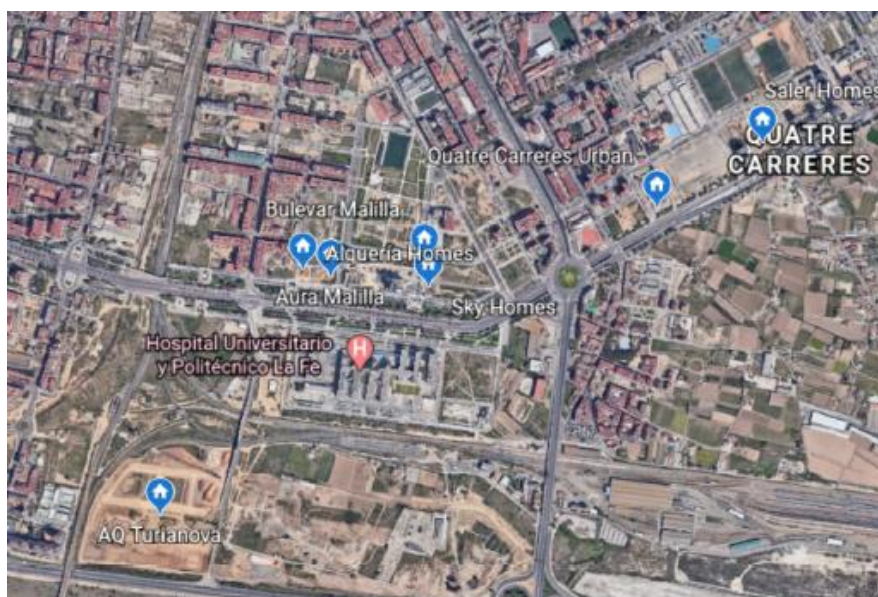 Saler Homes
QUATRE
CARRERES
Quatre Carreres Urban
Bulevar Malilla
Alqueria Homes
Aura Malilla
Sky Homes
Hospital Universitario
y Politécnico La Fe
H
AQ Turianova